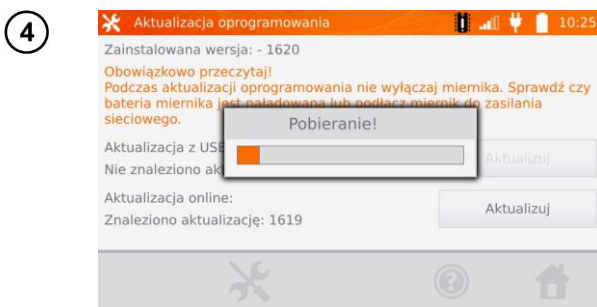 4
Aktualizacja oprogramowania 10:25
Zainstalowana wersja: - 1620
Obowiązkowo przeczytaj!
Podczas aktualizacji oprogramowania nie wyłączaj miernika. Sprawdź czy
bateria miernika jest naładowana lub podłącz miernik do zasilania
sieciowego.
Pobieranie!
Aktualizacja z USB
Nie znaleziono ak
Aktualizuj
Aktualizacja online:
Znaleziono aktualizację: 1619
Aktualizuj